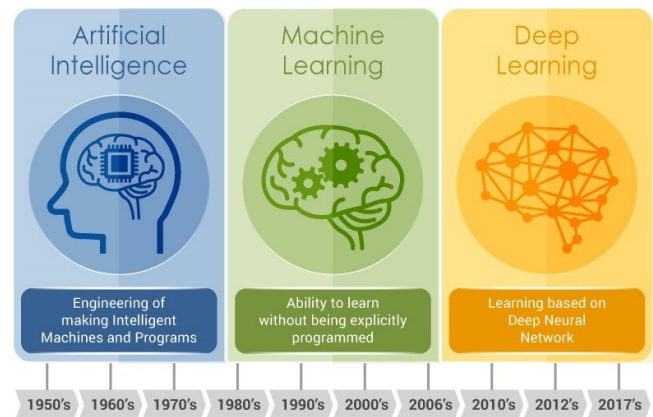 Artificial
Intelligence
Machine
Learning
Deep
Learning
Engineering of
making Intelligent
Machines and Programs
Ability to learn
without being explicitly
programmed
Learning based on
Deep Neural
Network
1950's
1960's
1970's
1980's
1990's
2000's
2006's
2010's
2012's
2017's